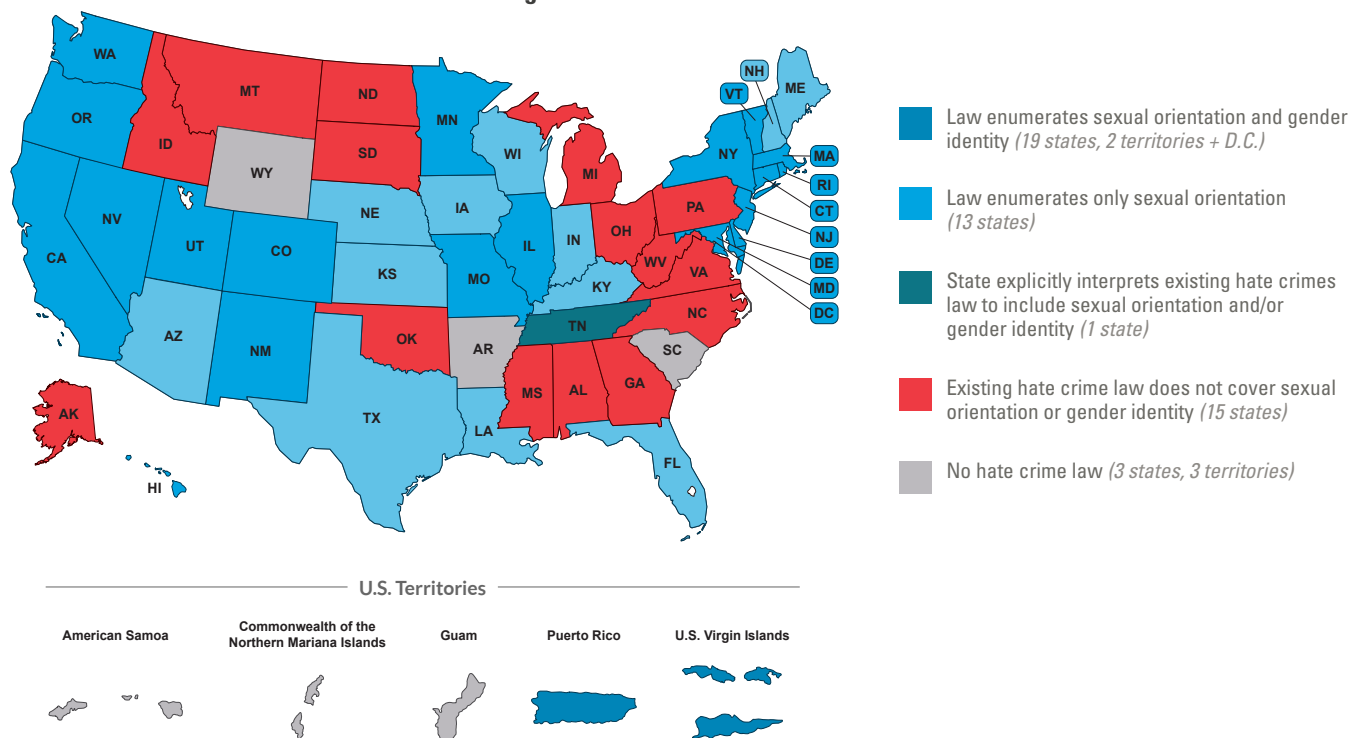 WA
OR
CA
NV
ID
MT
WY
UT
CO
AZ
NM
ND
SD
NE
KS
OK
TX
MN
IA
MO
AR
LA
WI
IL
MI
IN
OH
KY
TN
MS
AL
GA
FL
SC
NC
VA
WV
PA
NY
VT
NH
ME
MA
RI
CT
NJ
DE
MD
DC
AK
HI
Law enumerates sexual orientation and gender
identity (19 states, 2 territories + D.C.)
Law enumerates only sexual orientation
(13 states)
State explicitly interprets existing hate crimes
law to include sexual orientation and/or
gender identity (1 state)
Existing hate crime law does not cover sexual
orientation or gender identity (15 states)
No hate crime law (3 states, 3 territories)
U.S. Territories
American Samoa
Commonwealth of the
Northern Mariana Islands
Guam
Puerto Rico
U.S. Virgin Islands